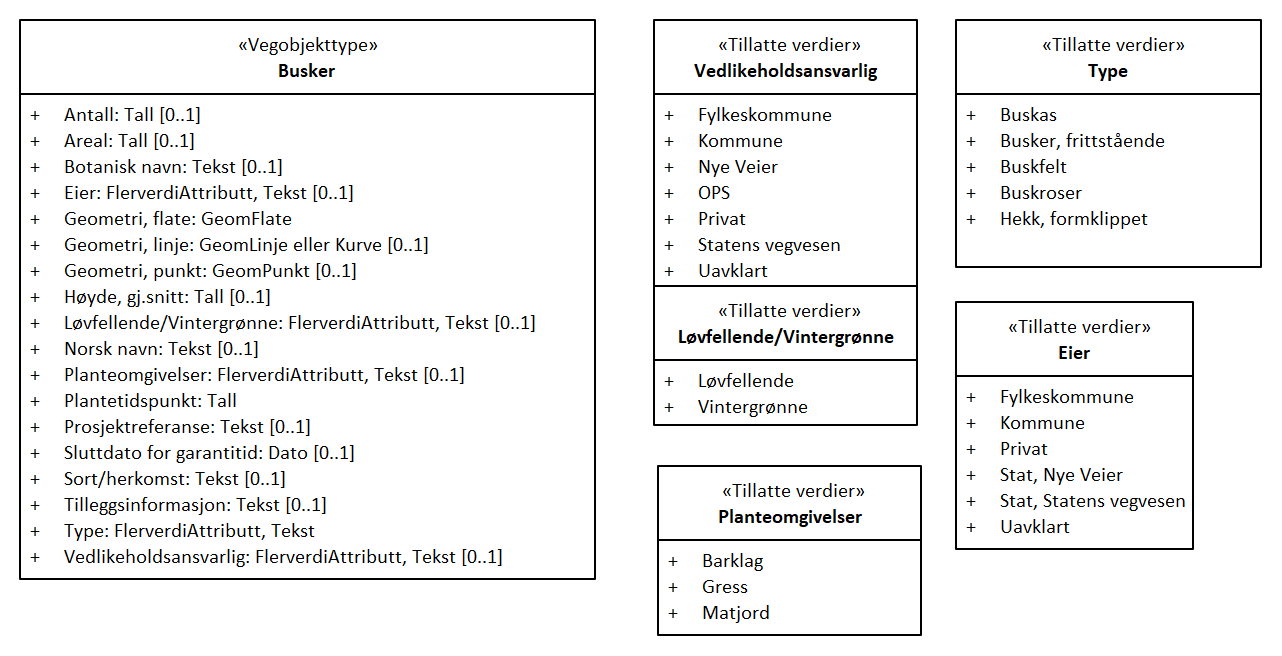 «Vegobjekttype»
Busker
+ Antall: Tall [0..1]
+ Areal: Tall [0..1]
+ Botanisk navn: Tekst [0..1]
+ Eier: FlerverdiAttributt, Tekst [0..1]
+ Geometri, flate: GeomFlate
+ Geometri, linje: GeomLinje eller Kurve [0..1]
+ Geometri, punkt: GeomPunkt [0..1]
+ Høyde, gj.snitt: Tall [0..1]
+ Løvfellende/Vintergrønne: FlerverdiAttributt, Tekst [0..1]
+ Norsk navn: Tekst [0..1]
+ Planteomgivelser: FlerverdiAttributt, Tekst [0..1]
+ Plantetidspunkt: Tall
+ Prosjektreferanse: Tekst [0..1]
+ Sluttdato for garantitid: Dato [0..1]
+ Sort/herkomst: Tekst [0..1]
+ Tilleggsinformasjon: Tekst [0..1]
+ Type: FlerverdiAttributt, Tekst
+ Vedlikeholdsansvarlig: FlerverdiAttributt, Tekst [0..1]
«Tillatte verdier»
Vedlikeholdsansvarlig
+ Fylkeskommune
+ Kommune
+ Nye Veier
+ OPS
+ Privat
+ Statens vegvesen
+ Uavklart
«Tillatte verdier»
Løvfellende/Vintergrønne
+ Løvfellende
+ Vintergrønne
«Tillatte verdier»
Planteomgivelser
+ Barklag
+ Gress
+ Matjord
«Tillatte verdier»
Type
+ Buskas
+ Busker, frittstående
+ Buskfelt
+ Buskroser
+ Hekk, formklippet
«Tillatte verdier»
Eier
+ Fylkeskommune
+ Kommune
+ Privat
+ Stat, Nye Veier
+ Stat, Statens vegvesen
+ Uavklart